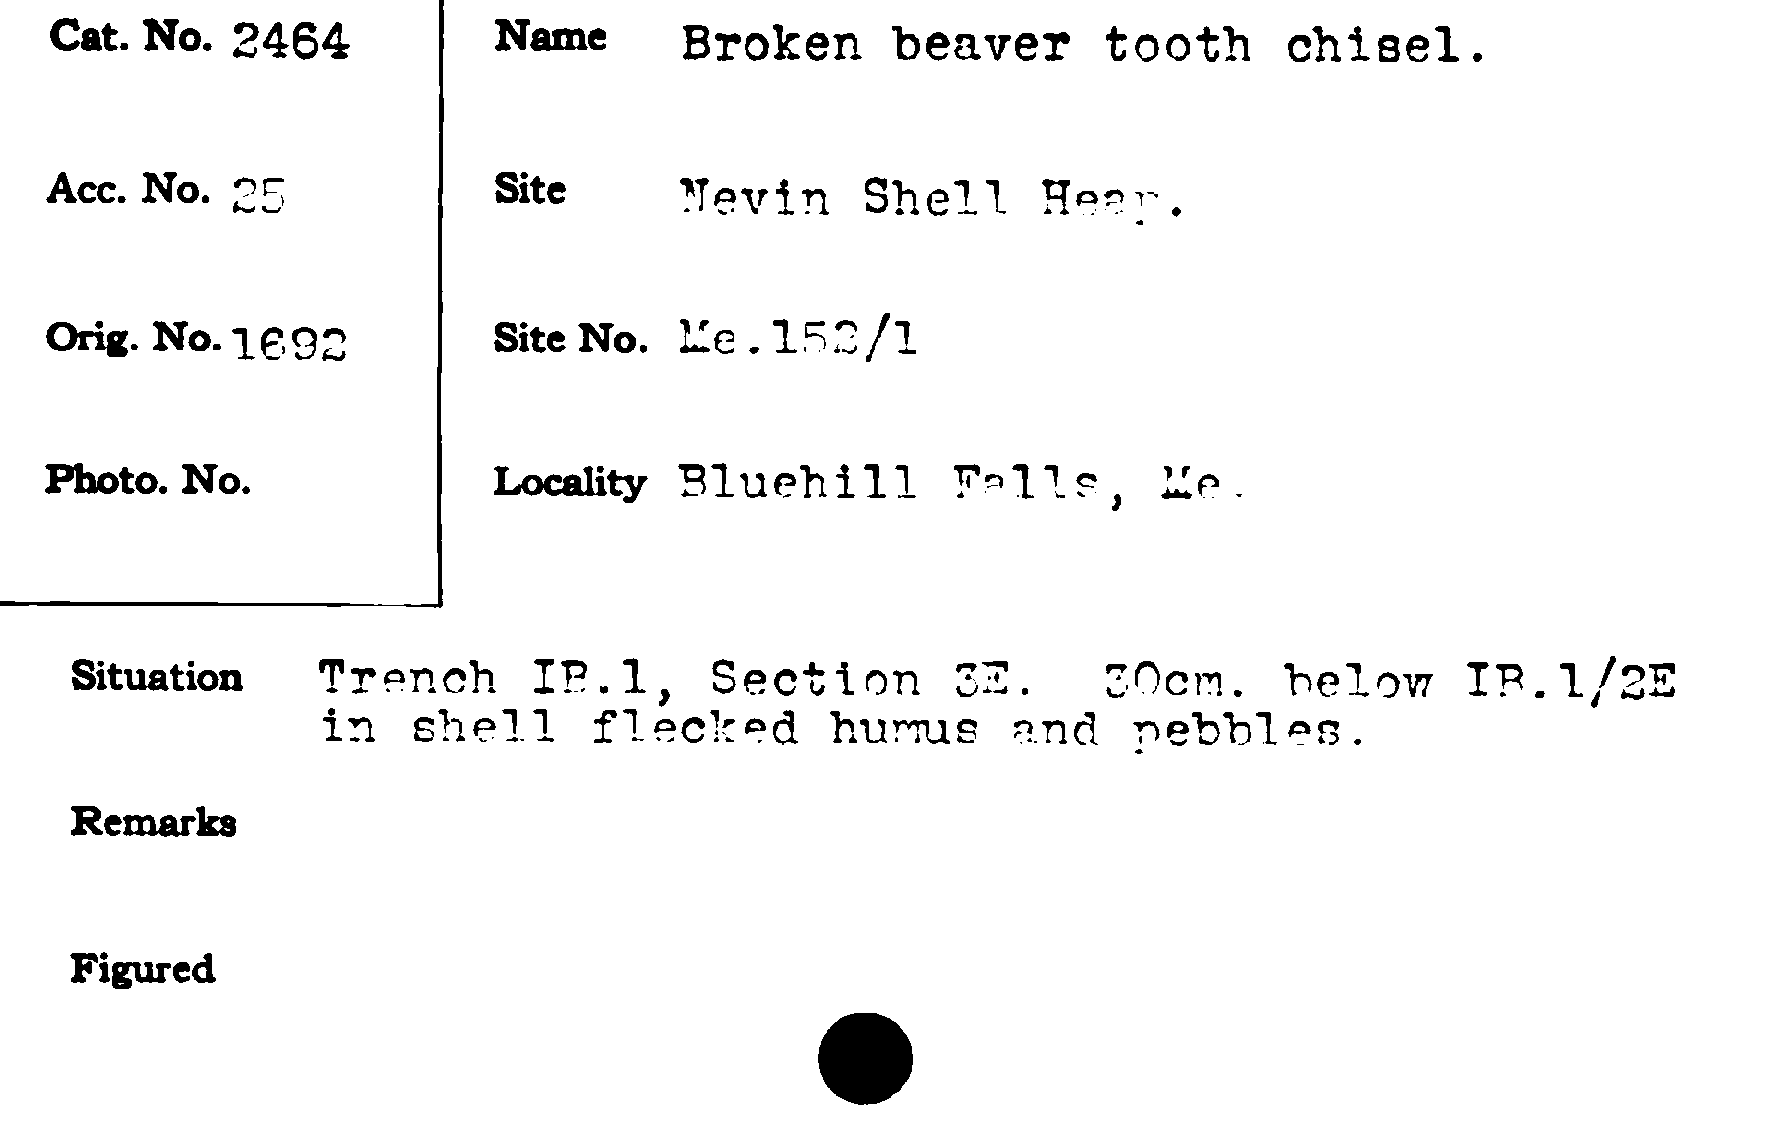 Cat. No. 2464
Name Broken beaver tooth chisel.
Acc. No. 25
Site Nevin Shell Heap.
Orig. No. 1692
Site No. Me.152/1
Photo. No.
Locality Bluehill Falls, Me.
Situation Trench IB.1, Section 3E. 30cm. below IB.1/2E
in shell flecked humus and pebbles.
Remarks
Figured